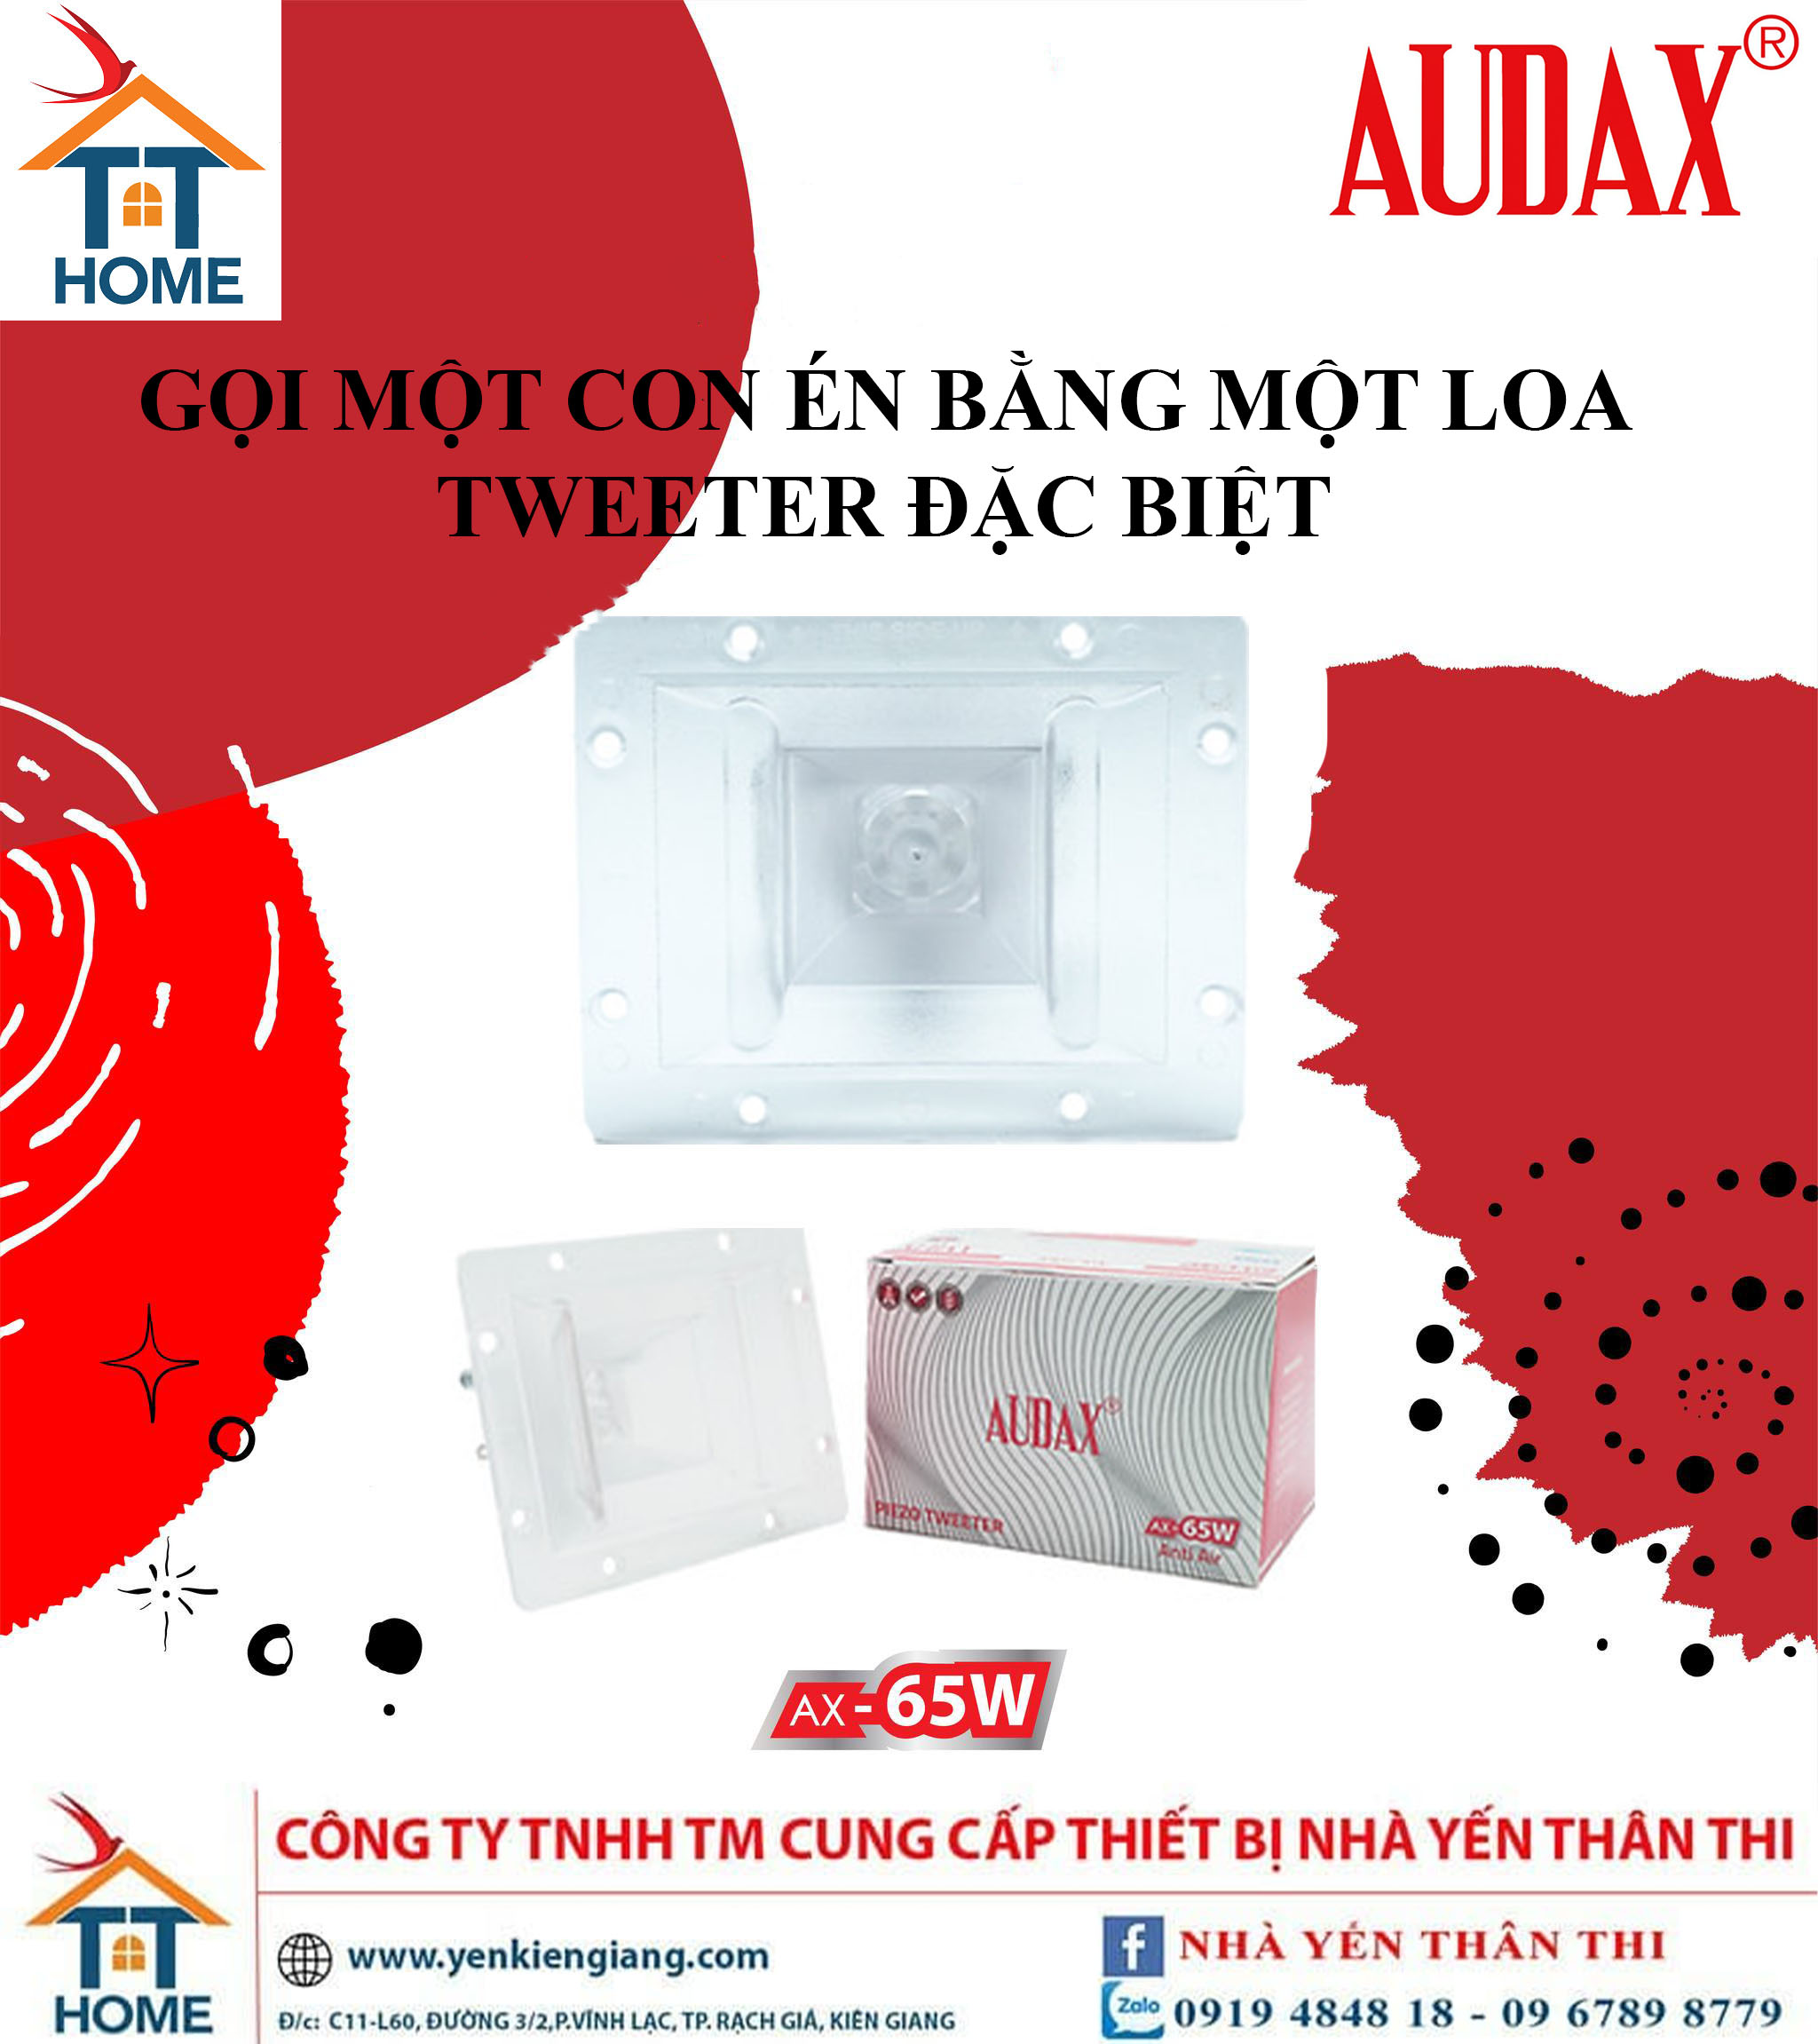 TT
HOME
AUDAX®
GỌI MỘT CON ÉN BẰNG MỘT LOA
TWEETER ĐẶC BIỆT
AUDAX®
PIEZO TWEETER
AX-65W
Anti Air
AX-65W
TT
HOME
CÔNG TY TNHH TM CUNG CẤP THIẾT BỊ NHÀ YẾN THÂN THI
www.yenkiengiang.com
Đ/c: C11-L60, ĐƯỜNG 3/2,P.VĨNH LẠC, TP. RẠCH GIÁ, KIÊN GIANG
f NHÀ YẾN THÂN THI
Zalo 0919 4848 18 - 09 6789 8779